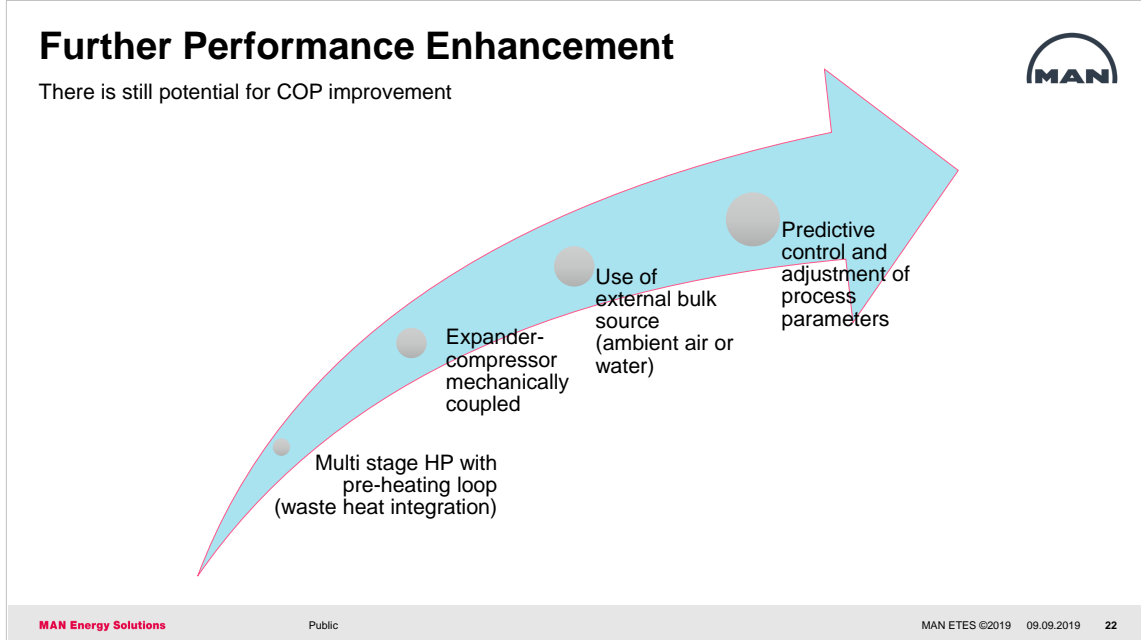 Further Performance Enhancement
There is still potential for COP improvement
MAN
Predictive
control and
adjustment of
process
parameters
Use of
external bulk
source
(ambient air or
water)
Expander-
compressor
mechanically
coupled
Multi stage HP with
pre-heating loop
(waste heat integration)
MAN Energy Solutions
Public
MAN ETES ©2019
09.09.2019
22